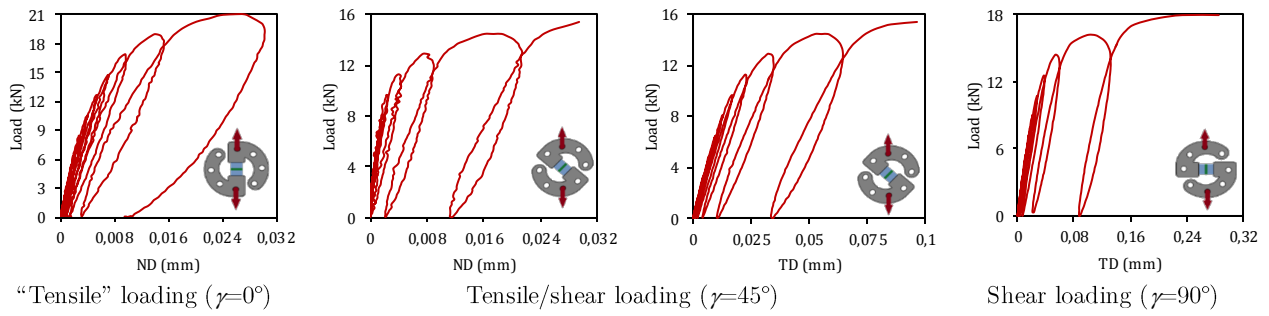 21
18
15
12
9
6
3
0
Load (kN)
0 0,008 0,016 0,024 0,032
ND (mm)
16
12
8
4
0
Load (kN)
0 0,008 0,016 0,024 0,032
ND (mm)
16
12
8
4
0
Load (kN)
0 0,025 0,05 0,075 0,1
TD (mm)
18
12
6
0
Load (kN)
0 0,08 0,16 0,24 0,32
TD (mm)
“Tensile” loading (γ=0°)
Tensile/shear loading (γ=45°)
Shear loading (γ=90°)